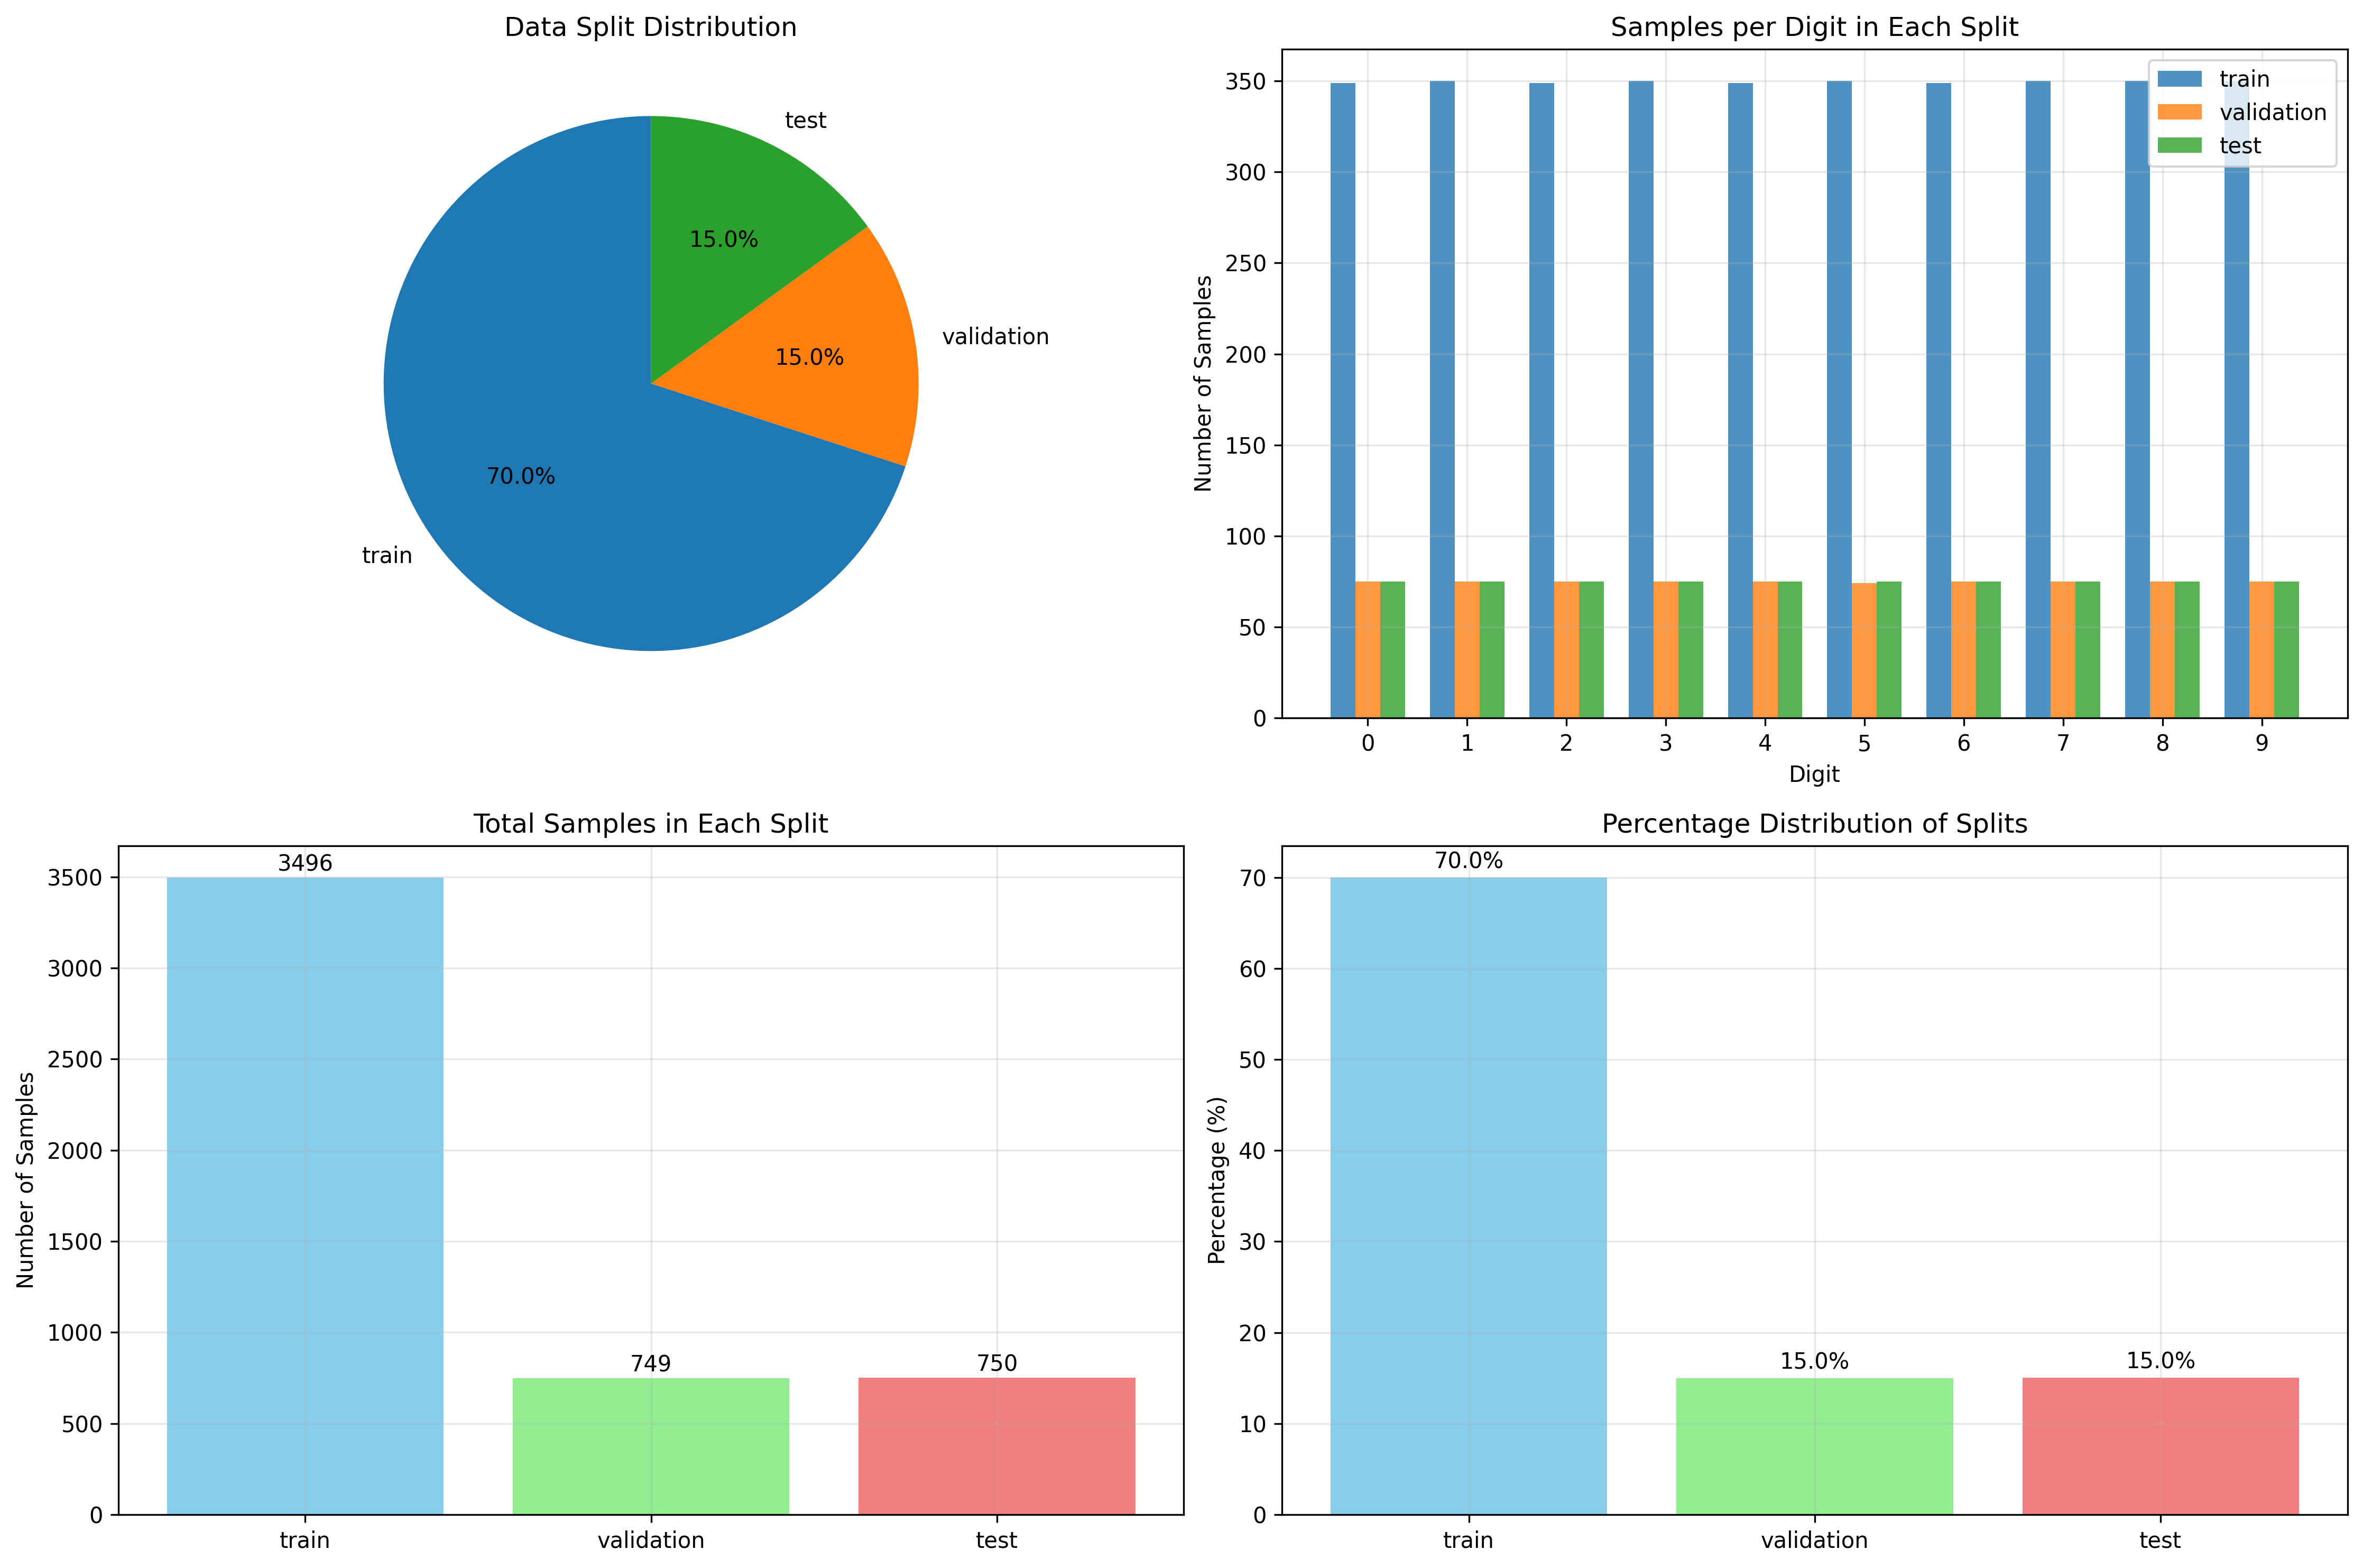 Data Split Distribution
test
15.0%
validation
15.0%
70.0%
train
Samples per Digit in Each Split
train
validation
test
350
300
250
200
150
100
50
0
Number of Samples
0 1 2 3 4 5 6 7 8 9
Digit
Total Samples in Each Split
3496
749
750
3500
3000
2500
2000
1500
1000
500
0
Number of Samples
train validation test
Percentage Distribution of Splits
70.0%
15.0%
15.0%
70
60
50
40
30
20
10
0
Percentage (%)
train validation test